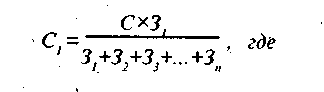 C₁ = C×З₁ / З₁+З₂+З₃+...+Зₙ , где